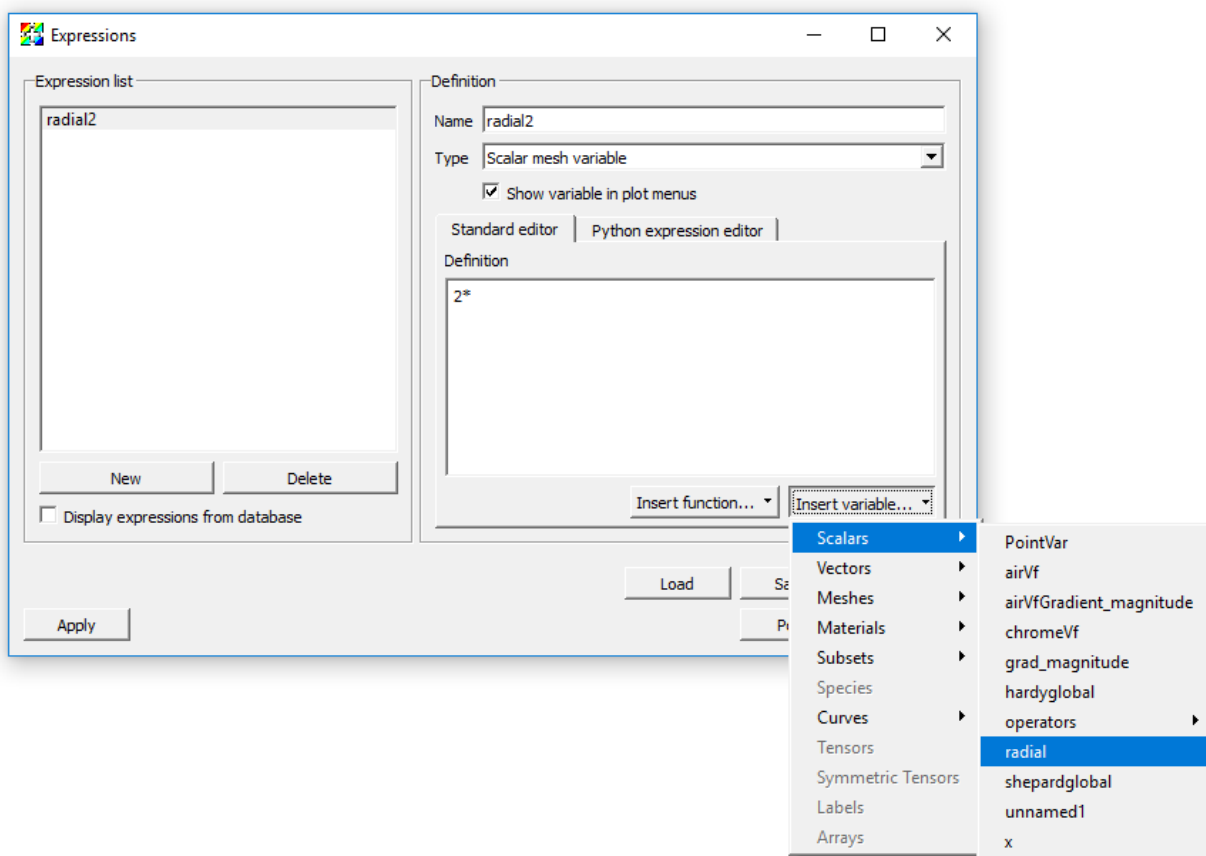 Expressions
Expression list
radial2
New
Delete
Display expressions from database
Definition
Name radial2
Type Scalar mesh variable
Show variable in plot menus
Standard editor
Python expression editor
Definition
2*
Insert function...
Insert variable...
Load
Sa
Apply
Scalars
Vectors
Meshes
Materials
Subsets
Species
Curves
Tensors
Symmetric Tensors
Labels
Arrays
PointVar
airVf
airVfGradient_magnitude
chromeVf
grad_magnitude
hardyglobal
operators
radial
shepardglobal
unnamed1
x